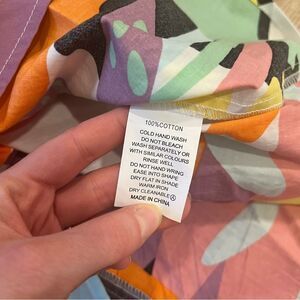 100%COTTON
COLD HAND WASH
DO NOT BLEACH
WASH SEPARATELY OR
WITH SIMILAR COLOURS
RINSE WELL
DO NOT HAND WRING
EASE INTO SHAPE
DRY FLAT IN SHADE
WARM IRON
DRY CLEANABLE Ⓐ
MADE IN CHINA